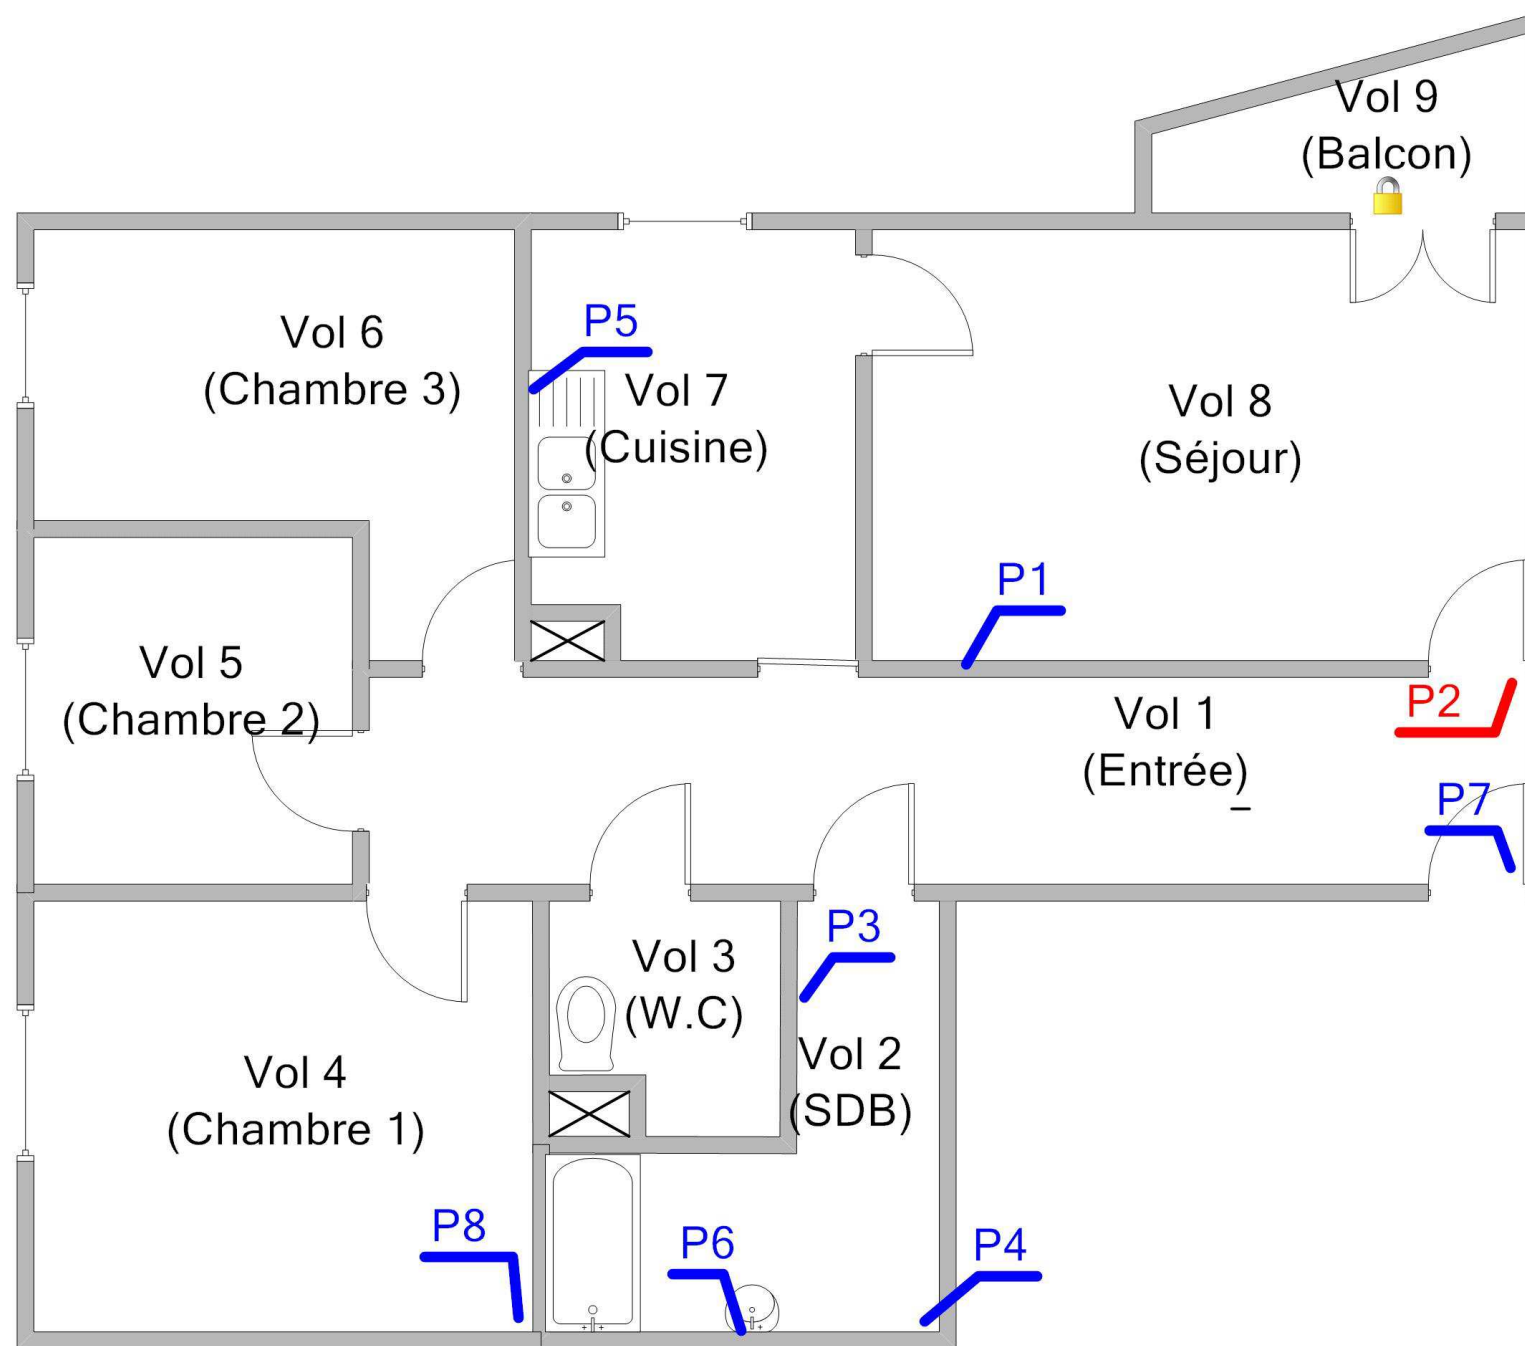 Vol 9
(Balcon)
Vol 6
(Chambre 3)
P5
Vol 7
(Cuisine)
Vol 8
(Séjour)
P1
Vol 5
(Chambre 2)
P2
Vol 1
(Entrée)
P7
P3
Vol 3
(W.C)
Vol 2
(SDB)
Vol 4
(Chambre 1)
P8
P6
P4